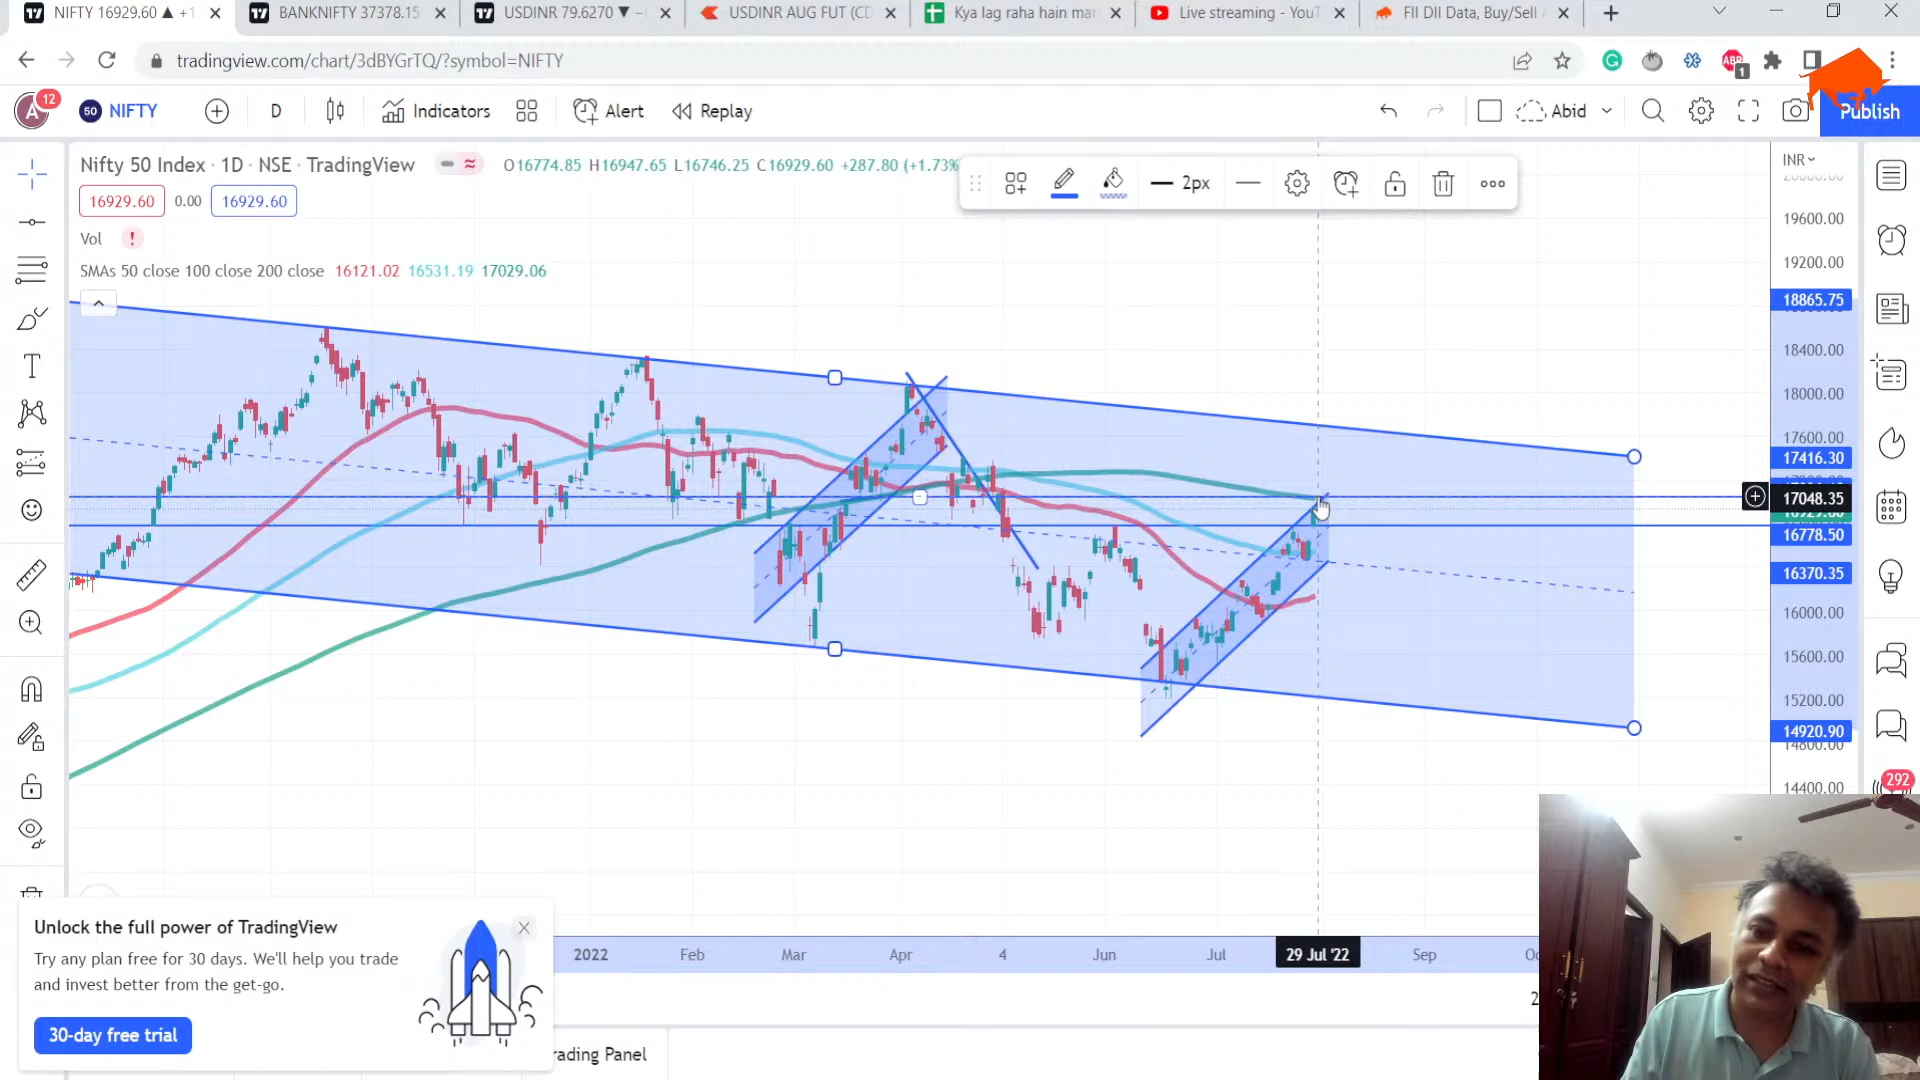 NIFTY 16929.60 ▲ +1
BANKNIFTY 37378.15
USDINR 79.6270 ▼ −
USDINR AUG FUT (CD
Kya lag raha hain mar
Live streaming - YouT
FII DII Data, Buy/Sell
tradingview.com/chart/3dBYGrTQ/?symbol=NIFTY
ABP
1
A
12
50
NIFTY
D
Indicators
Alert
Replay
Abid
Publish
Nifty 50 Index · 1D · NSE · TradingView
O16774.85 H16947.65 L16746.25 C16929.60 +287.80 (+1.73%
2px
INR
16929.60
0.00
16929.60
Vol
!
SMAs 50 close 100 close 200 close 16121.02 16531.19 17029.06
19600.00
19200.00
18865.75
18400.00
18000.00
17600.00
17416.30
17048.35
16929.60
16778.50
16370.35
16000.00
15600.00
15200.00
14920.90
14800.00
14400.00
292
T
2022
Feb
Mar
Apr
4
Jun
Jul
29 Jul '22
Sep
Unlock the full power of TradingView
Try any plan free for 30 days. We'll help you trade
and invest better from the get-go.
30-day free trial
rading Panel